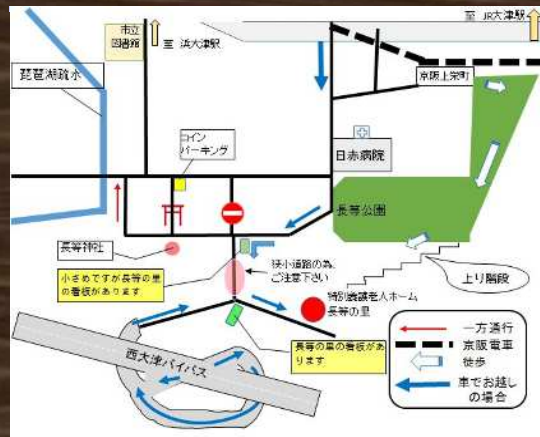 至 JR大津駅
市立
図書館
至 浜大津駅
琵琶湖疏水
京阪上栄町
コイン
パーキング
日赤病院
長等公園
長等神社
狭小道路の為、
ご注意下さい
上り階段
小さめですが長等の里
の看板があります
特別養護老人ホーム
長等の里
西大津バイパス
長等の里の看板があ
ります
一方通行
京阪電車
徒歩
車でお越し
の場合